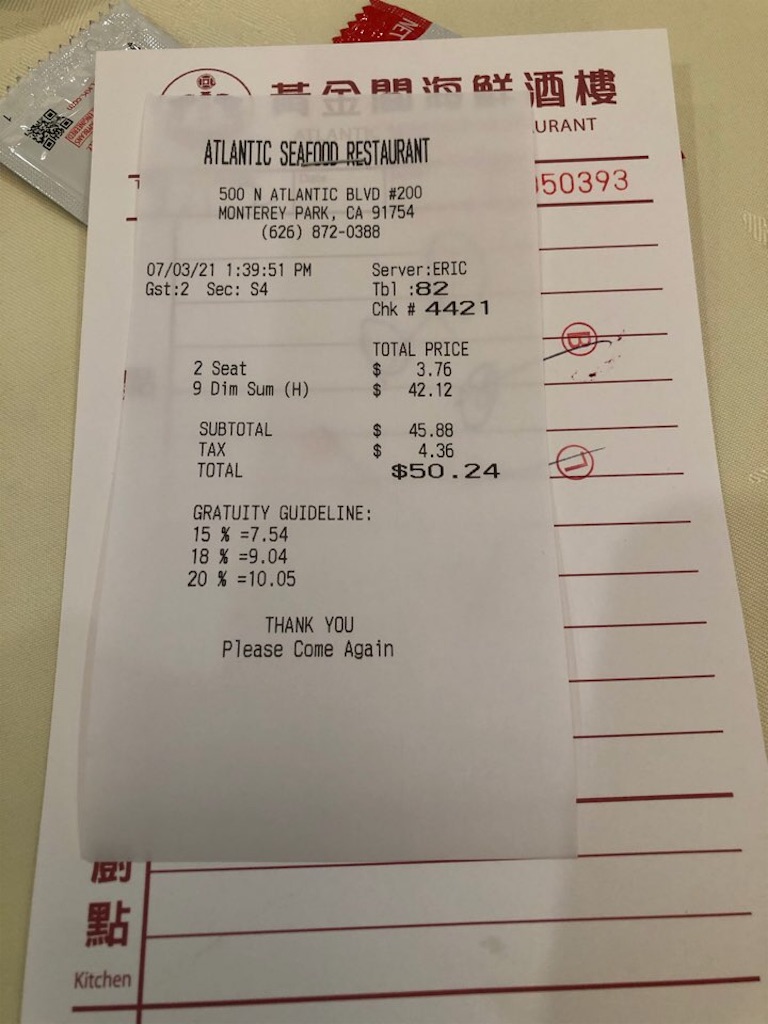 黃金閣海鮮酒樓
URANT
050393
ATLANTIC SEAFOOD RESTAURANT
500 N ATLANTIC BLVD #200
MONTEREY PARK, CA 91754
(626) 872-0388
07/03/21 1:39:51 PM Server:ERIC
Gst:2 Sec: S4 Tbl :82
Chk # 4421
TOTAL PRICE
2 Seat $ 3.76
9 Dim Sum (H) $ 42.12
SUBTOTAL $ 45.88
TAX $ 4.36
TOTAL $50.24
GRATUITY GUIDELINE:
15 % =7.54
18 % =9.04
20 % =10.05
THANK YOU
Please Come Again
B
L
廚
點
Kitchen